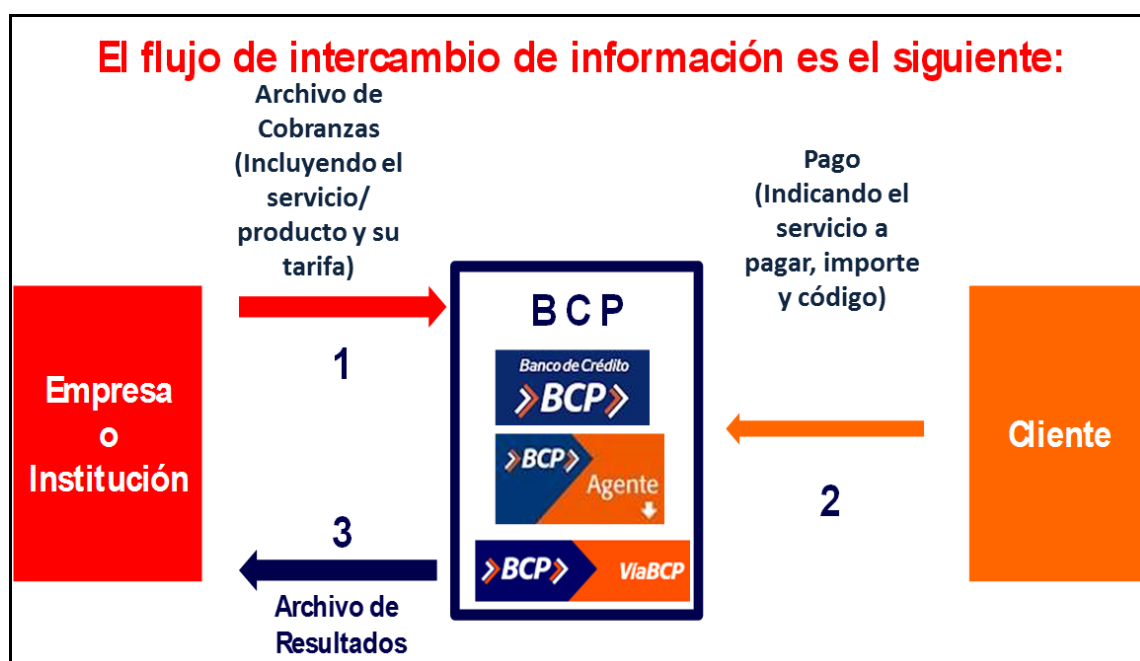 El flujo de intercambio de información es el siguiente:
Archivo de
Cobranzas
(Incluyendo el
servicio/
producto y su
tarifa)
1
Pago
(Indicando el
servicio a
pagar, importe
y código)
2
Empresa
o
Institución
BCP
Banco de Crédito
BCP
BCP
Agente
BCP
VíaBCP
Cliente
3
Archivo de
Resultados